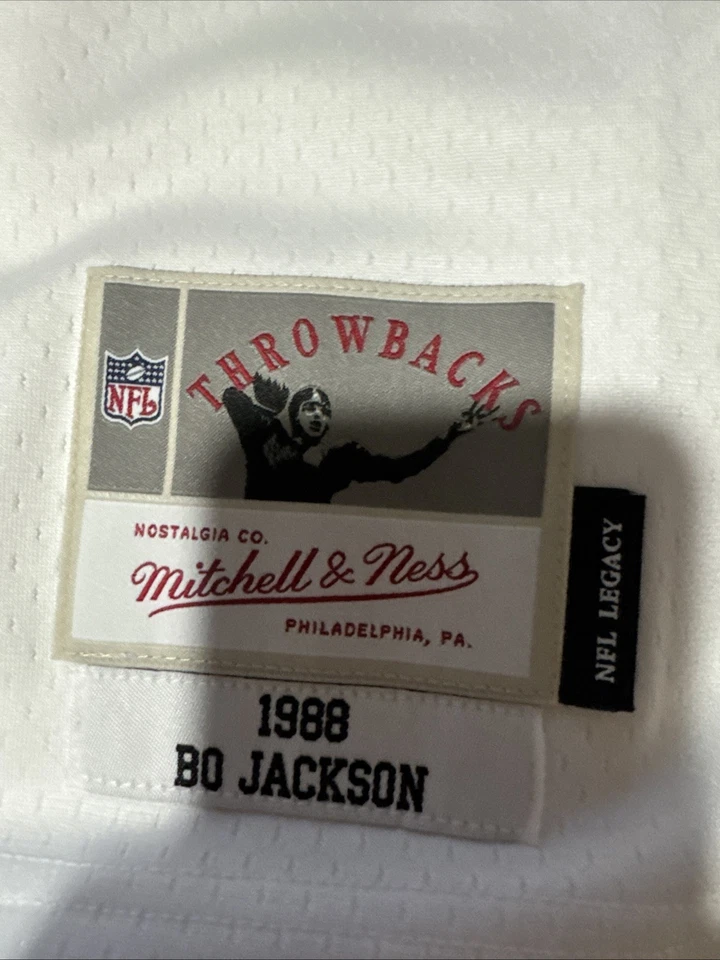 THROWBACKS
NFL
NOSTALGIA CO.
Mitchell & Ness
PHILADELPHIA, PA.
NFL LEGACY
1988
BO JACKSON